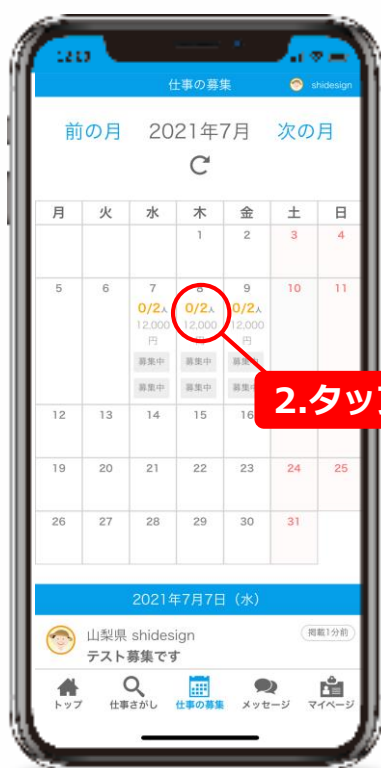 仕事の募集 shidesign
前の月 2021年7月 次の月
月 火 水 木 金 土 日
1 2 3 4
5 6 7 8 9 10 11
0/2人 0/2人 0/2人
12,000 12,000 12,000
円 円 円
募集中 募集中 募集中
募集中 募集中 募集中
2.タップ
12 13 14 15 16
19 20 21 22 23 24 25
26 27 28 29 30 31
2021年7月7日（水）
山梨県 shidesign 掲載1分前
テスト募集です
トップ 仕事さがし 仕事の募集 メッセージ マイページ